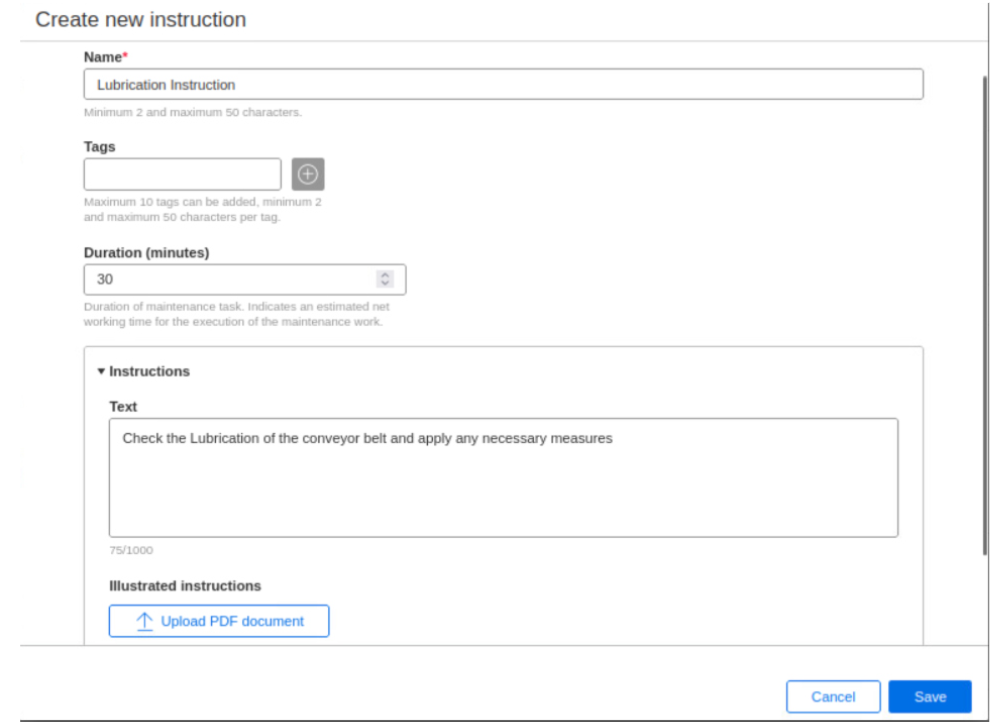 Create new instruction
Name*
Lubrication Instruction
Minimum 2 and maximum 50 characters.
Tags
Maximum 10 tags can be added, minimum 2
and maximum 50 characters per tag.
Duration (minutes)
30
Duration of maintenance task. Indicates an estimated net
working time for the execution of the maintenance work.
▾ Instructions
Text
Check the Lubrication of the conveyor belt and apply any necessary measures
75/1000
Illustrated instructions
Upload PDF document
Cancel Save